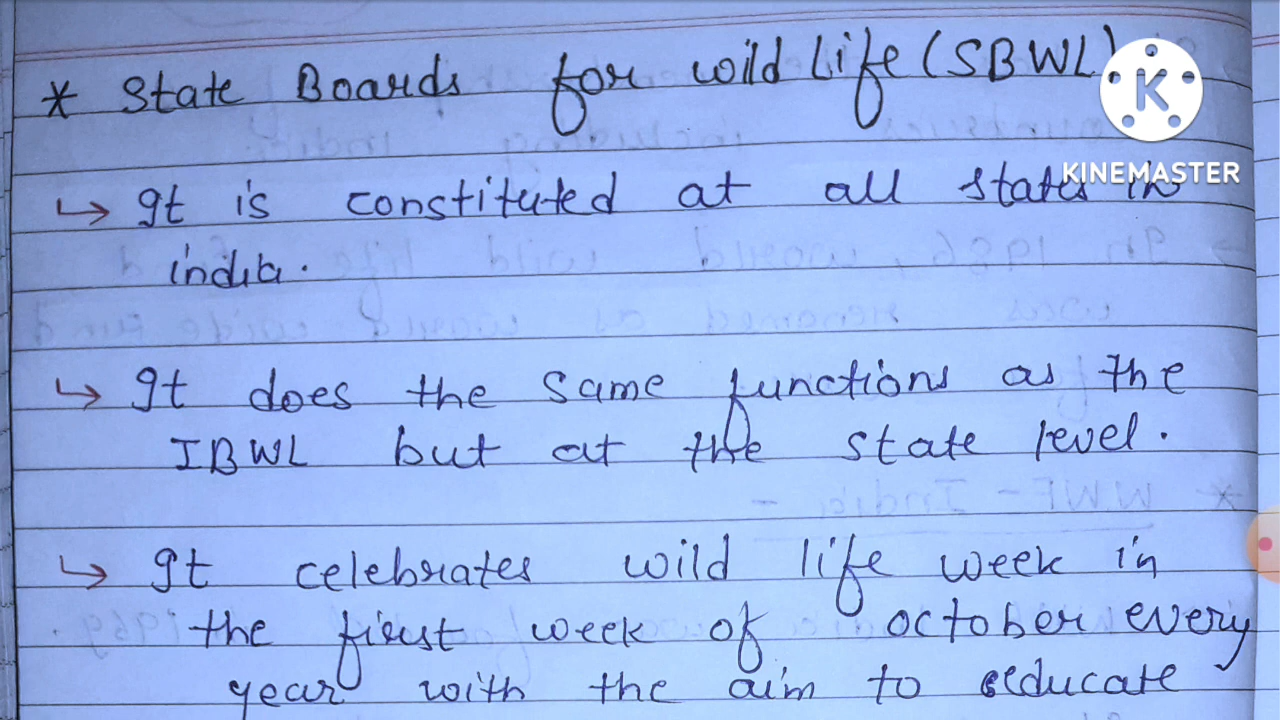 * State Boards for wild Life (SBWL).
K
KINEMASTER
↳ It is constituted at all states in
india.
↳ It does the same functions as the
IBWL but at the state level.
↳ It celebrates wild life week in
the first week of october every
year with the aim to educate